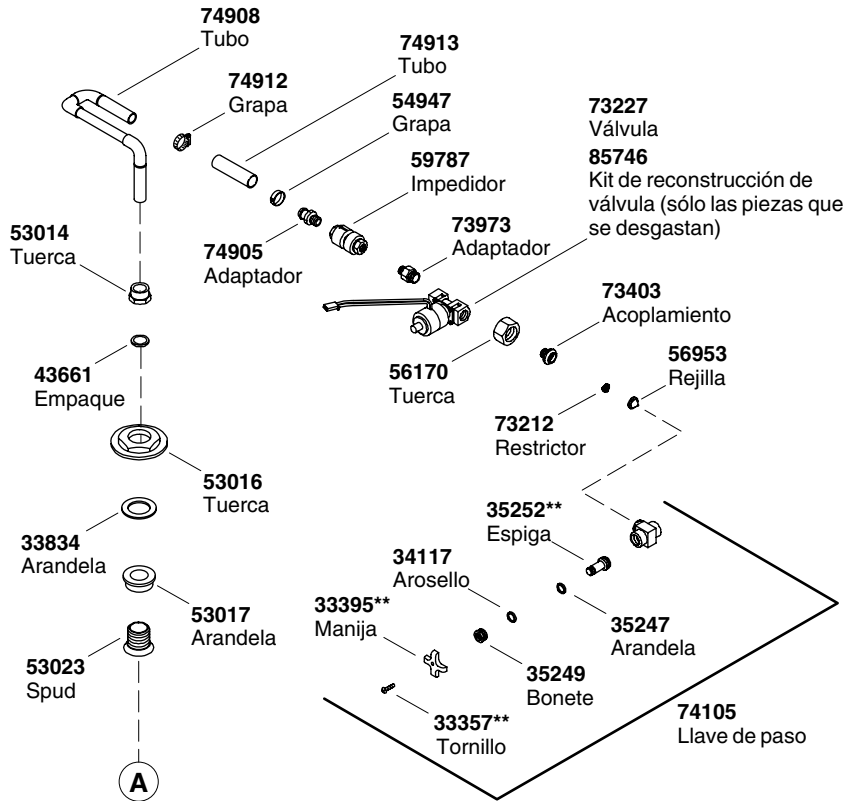 74908
Tubo
74913
Tubo
74912
Grapa
54947
Grapa
73227
Válvula
85746
Kit de reconstrucción de
válvula (sólo las piezas que
se desgastan)
59787
Impedidor
53014
Tuerca
74905
Adaptador
73973
Adaptador
73403
Acoplamiento
56170
Tuerca
56953
Rejilla
43661
Empaque
73212
Restrictor
53016
Tuerca
35252**
Espiga
33834
Arandela
34117
Arosello
53017
Arandela
33395**
Manija
35247
Arandela
53023
Spud
35249
Bonete
33357**
Tornillo
74105
Llave de paso
A